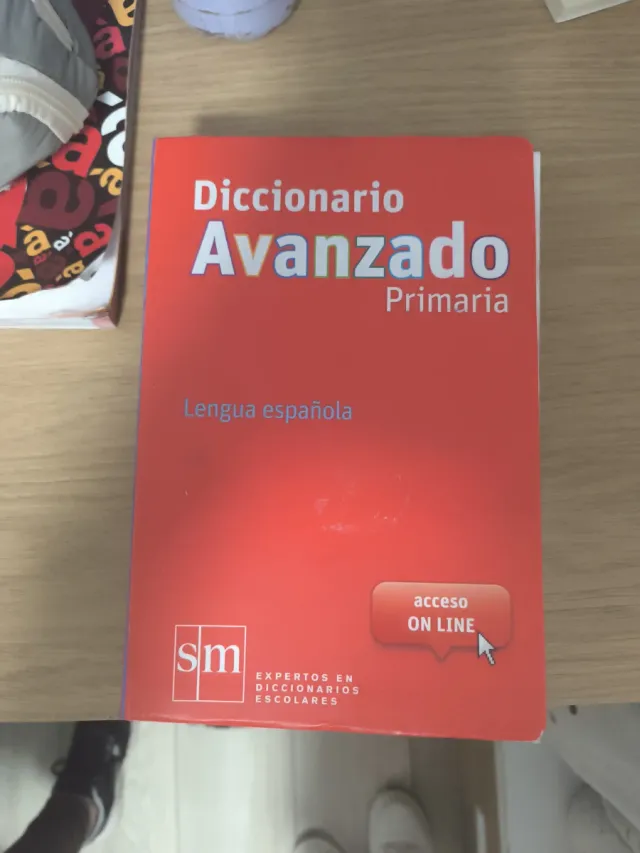 Diccionario
Avanzado
Primaria
Lengua española
acceso
ON LINE
sm
EXPERTOS EN
DICCIONARIOS
ESCOLARES